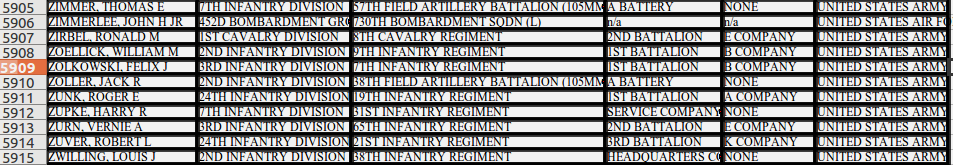 5905 ZIMMER, THOMAS E 7TH INFANTRY DIVISION 57TH FIELD ARTILLERY BATTALION (105MM A BATTERY NONE UNITED STATES ARMY
5906 ZIMMERLEE, JOHN H JR 452D BOMBARDMENT GRO 730TH BOMBARDMENT SQDN (L) n/a n/a UNITED STATES AIR FO
5907 ZIRBEL, RONALD M 1ST CAVALRY DIVISION 8TH CAVALRY REGIMENT 2ND BATTALION E COMPANY UNITED STATES ARMY
5908 ZOELLICK, WILLIAM M 2ND INFANTRY DIVISION 9TH INFANTRY REGIMENT 1ST BATTALION B COMPANY UNITED STATES ARMY
5909 ZOLKOWSKI, FELIX J 3RD INFANTRY DIVISION 7TH INFANTRY REGIMENT 1ST BATTALION B COMPANY UNITED STATES ARMY
5910 ZOLLER, JACK R 2ND INFANTRY DIVISION 38TH FIELD ARTILLERY BATTALION (105MM A BATTERY NONE UNITED STATES ARMY
5911 ZUNK, ROGER E 24TH INFANTRY DIVISION 19TH INFANTRY REGIMENT 1ST BATTALION A COMPANY UNITED STATES ARMY
5912 ZUPKE, HARRY R 7TH INFANTRY DIVISION 31ST INFANTRY REGIMENT SERVICE COMPANY NONE UNITED STATES ARMY
5913 ZURN, VERNIE A 3RD INFANTRY DIVISION 65TH INFANTRY REGIMENT 2ND BATTALION E COMPANY UNITED STATES ARMY
5914 ZUVER, ROBERT L 24TH INFANTRY DIVISION 21ST INFANTRY REGIMENT 3RD BATTALION K COMPANY UNITED STATES ARMY
5915 ZWILLING, LOUIS J 2ND INFANTRY DIVISION 38TH INFANTRY REGIMENT HEADQUARTERS CO NONE UNITED STATES ARMY